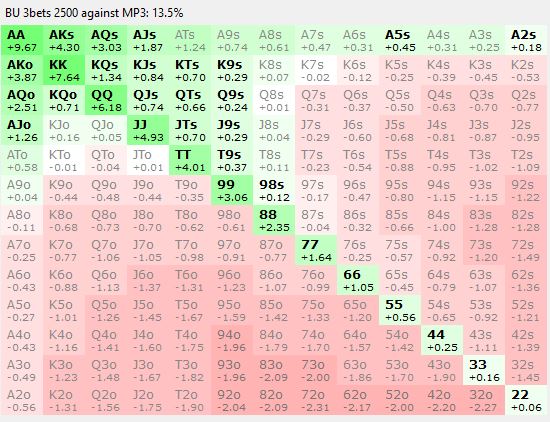 BU 3bets 2500 against MP3: 13.5%
AA AKs AQs AJs ATs A9s A8s A7s A6s A5s A4s A3s A2s
+9.67 +4.30 +3.03 +1.87 +1.24 +0.74 +0.61 +0.47 +0.31 +0.45 +0.31 +0.25 +0.18
AKo KK KQs KJs KTs K9s K8s K7s K6s K5s K4s K3s K2s
+3.87 +7.64 +1.34 +0.84 +0.70 +0.29 +0.07 -0.02 -0.12 -0.25 -0.39 -0.45 -0.53
AQo KQo QQ QJs QTs Q9s Q8s Q7s Q6s Q5s Q4s Q3s Q2s
+2.51 +0.71 +6.18 +0.74 +0.66 +0.24 +0.01 -0.31 -0.37 -0.50 -0.63 -0.70 -0.77
AJo KJo QJo JJ JTs J9s J8s J7s J6s J5s J4s J3s J2s
+1.26 +0.16 +0.05 +4.93 +0.70 +0.29 -0.04 -0.29 -0.60 -0.68 -0.81 -0.87 -0.95
ATo KTo QTo JTo TT T9s T8s T7s T6s T5s T4s T3s T2s
+0.58 -0.01 -0.04 +0.01 +4.01 +0.37 +0.11 -0.23 -0.54 -0.88 -0.95 -1.02 -1.09
A9o K9o Q9o J9o T9o 99 98s 97s 96s 95s 94s 93s 92s
+0.04 -0.44 -0.48 -0.44 -0.35 +3.06 +0.12 -0.17 -0.47 -0.80 -1.15 -1.15 -1.22
A8o K8o Q8o J8o T8o 98o 88 87s 86s 85s 84s 83s 82s
-0.11 -0.68 -0.73 -0.70 -0.62 -0.61 +2.35 -0.04 -0.32 -0.66 -1.00 -1.28 -1.28
A7o K7o Q7o J7o T7o 97o 87o 77 76s 75s 74s 73s 72s
-0.25 -0.77 -1.06 -1.05 -0.98 -0.91 -0.77 +1.64 -0.25 -0.57 -0.92 -1.20 -1.49
A6o K6o Q6o J6o T6o 96o 86o 76o 66 65s 64s 63s 62s
-0.43 -0.88 -1.13 -1.37 -1.31 -1.23 -1.07 -0.99 +1.05 -0.45 -0.79 -1.07 -1.36
A5o K5o Q5o J5o T5o 95o 85o 75o 65o 55 54s 53s 52s
-0.27 -1.01 -1.26 -1.45 -1.67 -1.59 -1.42 -1.33 -1.20 +0.56 -0.65 -0.92 -1.21
A4o K4o Q4o J4o T4o 94o 84o 74o 64o 54o 44 43s 42s
-0.43 -1.16 -1.41 -1.60 -1.75 -1.96 -1.79 -1.70 -1.57 -1.42 +0.25 -1.11 -1.39
A3o K3o Q3o J3o T3o 93o 83o 73o 63o 53o 43o 33 32s
-0.49 -1.23 -1.48 -1.67 -1.82 -1.96 -2.09 -2.00 -1.86 -1.70 -1.90 +0.16 -1.45
A2o K2o Q2o J2o T2o 92o 82o 72o 62o 52o 42o 32o 22
-0.56 -1.31 -1.56 -1.75 -1.90 -2.04 -2.09 -2.31 -2.17 -2.00 -2.20 -2.27 +0.06